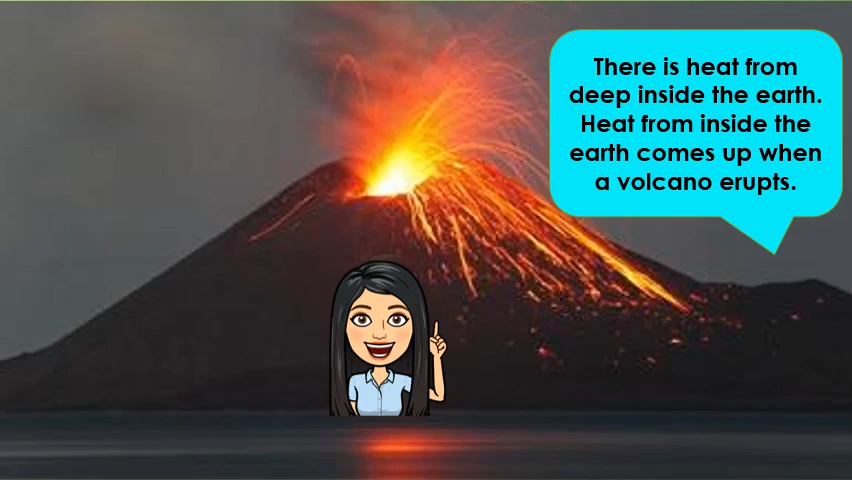 There is heat from
deep inside the earth.
Heat from inside the
earth comes up when
a volcano erupts.